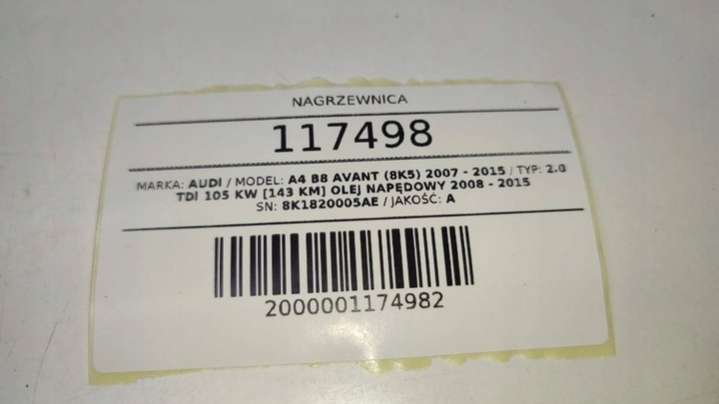 NAGRZEWNICA
117498
MARKA: AUDI / MODEL: A4 B8 AVANT (8K5) 2007 - 2015 / TYP: 2.0
TDI 105 KW [143 KM] OLEJ NAPĘDOWY 2008 - 2015
SN: 8K1820005AE / JAKOŚĆ: A
2000001174982